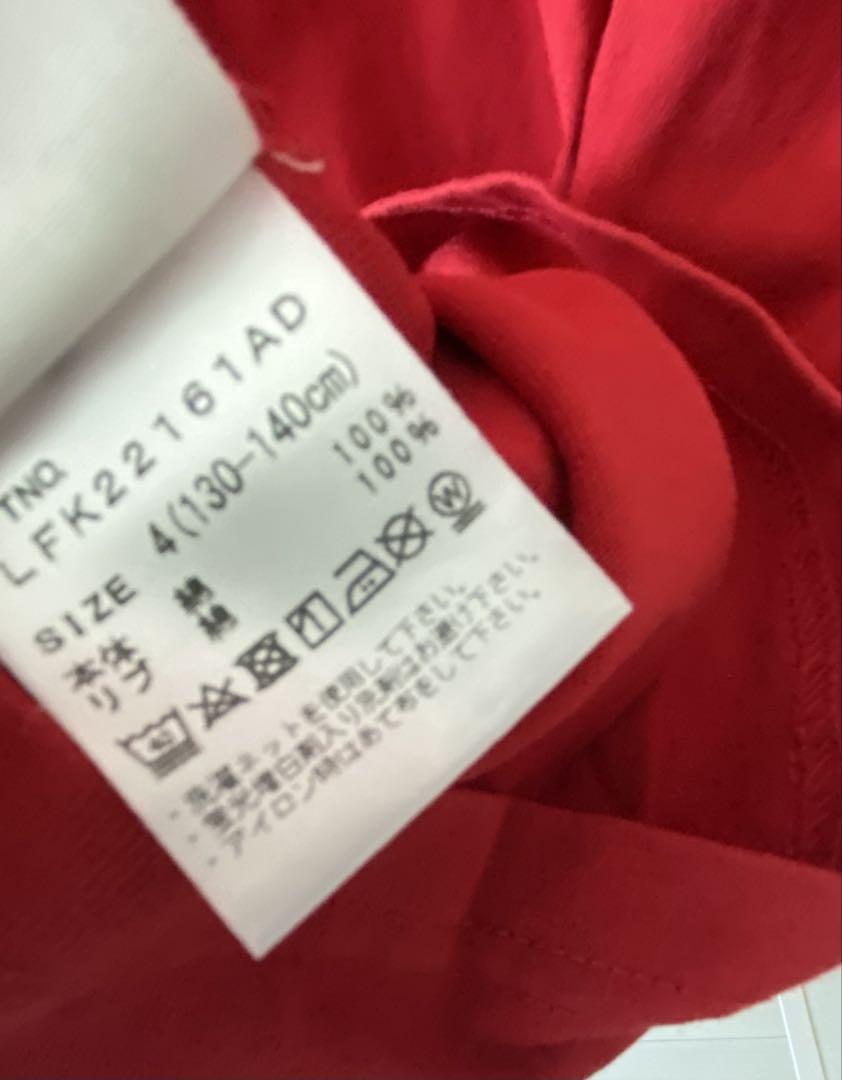 TNQ
LFK22161AD
SIZE 4(130-140cm)
本体 綿 100%
リブ 綿 100%
40
W
・洗濯ネットを使用して下さい。
・蛍光増白剤入り洗剤はお避け下さい。
・アイロン時はあて布をして下さい。